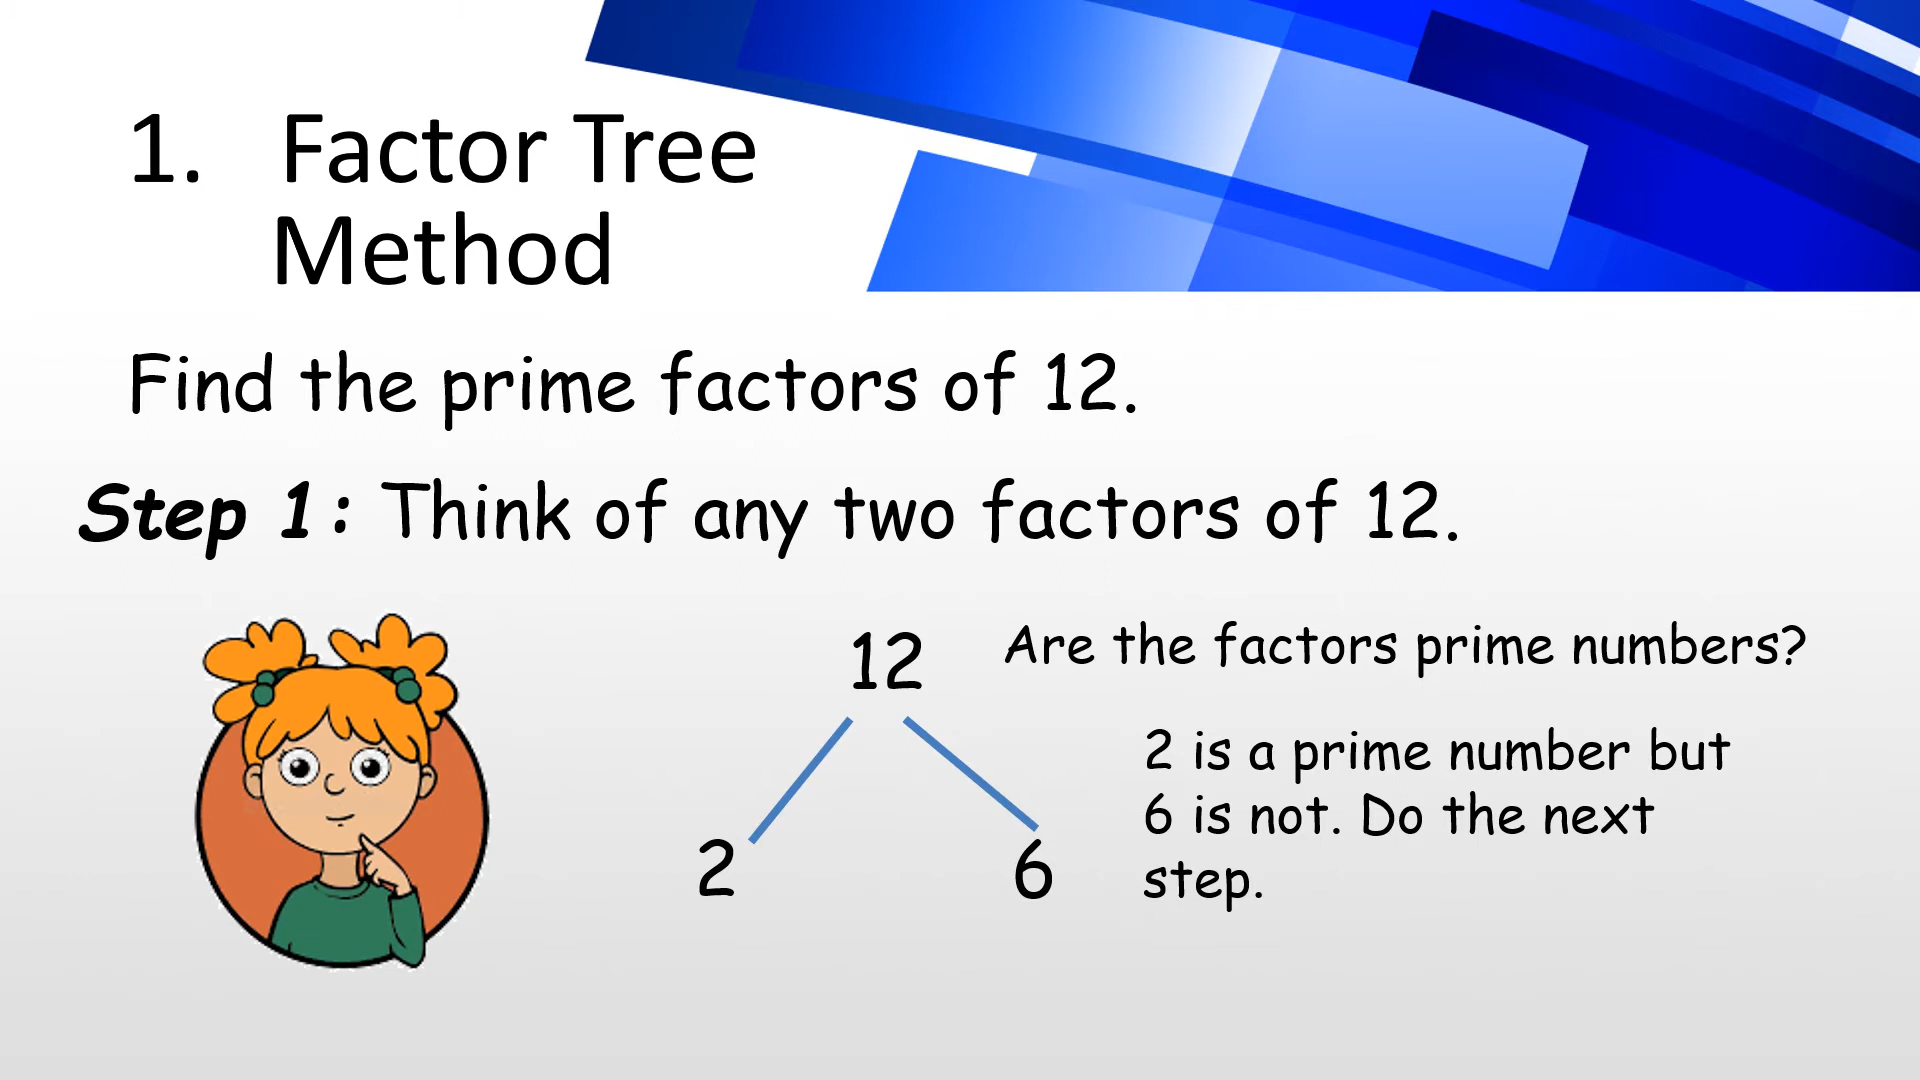 1. Factor Tree
Method
Find the prime factors of 12.
Step 1: Think of any two factors of 12.
12
Are the factors prime numbers?
2 is a prime number but
6 is not. Do the next
step.
2
6